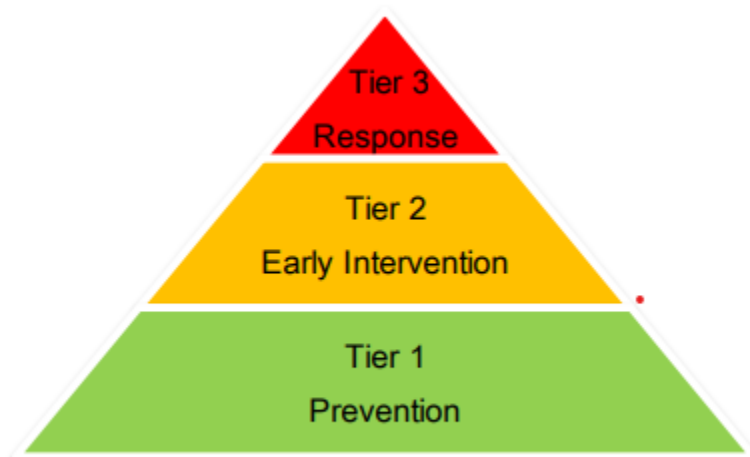 Tier 3
Response
Tier 2
Early Intervention
Tier 1
Prevention